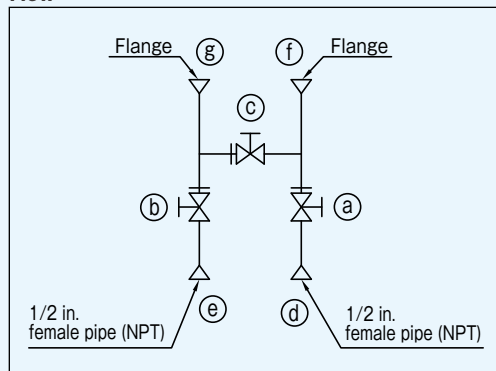 Flange
g
f
Flange
c
b
a
e
d
1/2 in.
female pipe (NPT)
1/2 in.
female pipe (NPT)